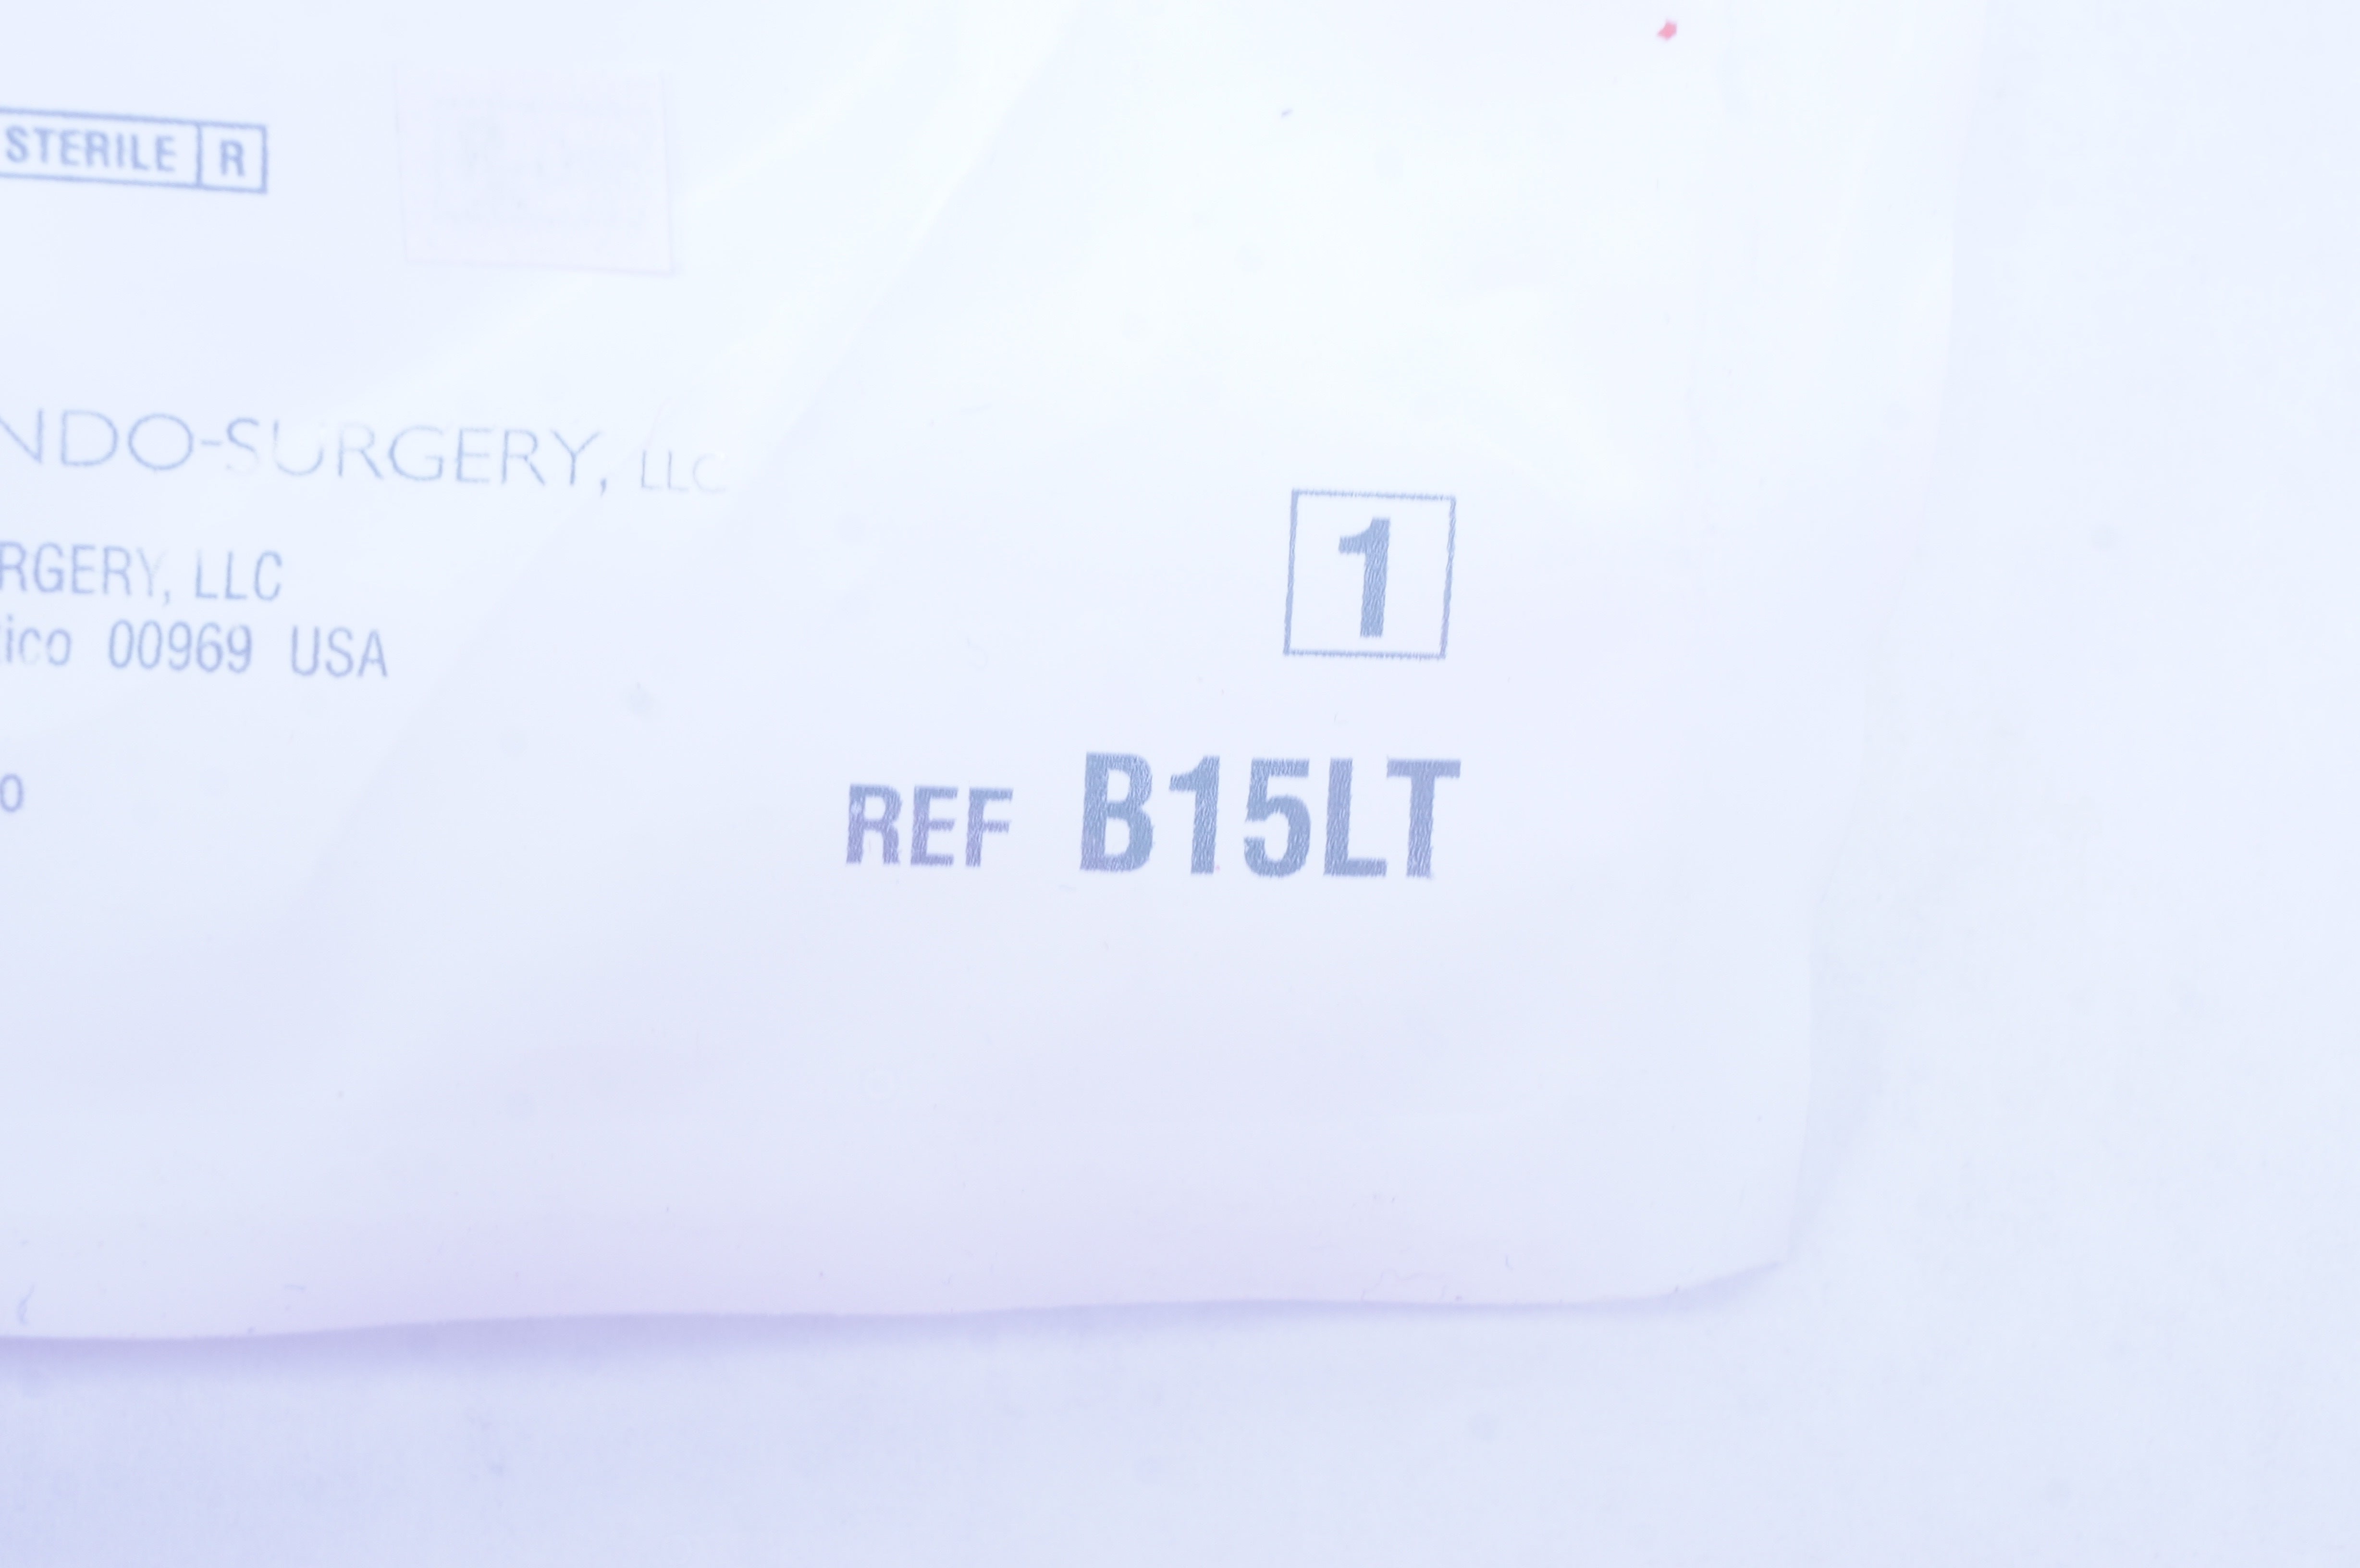 STERILE R
NDO-SURGERY, LLC
RGERY, LLC
ico 00969 USA
o
1
REF B15LT